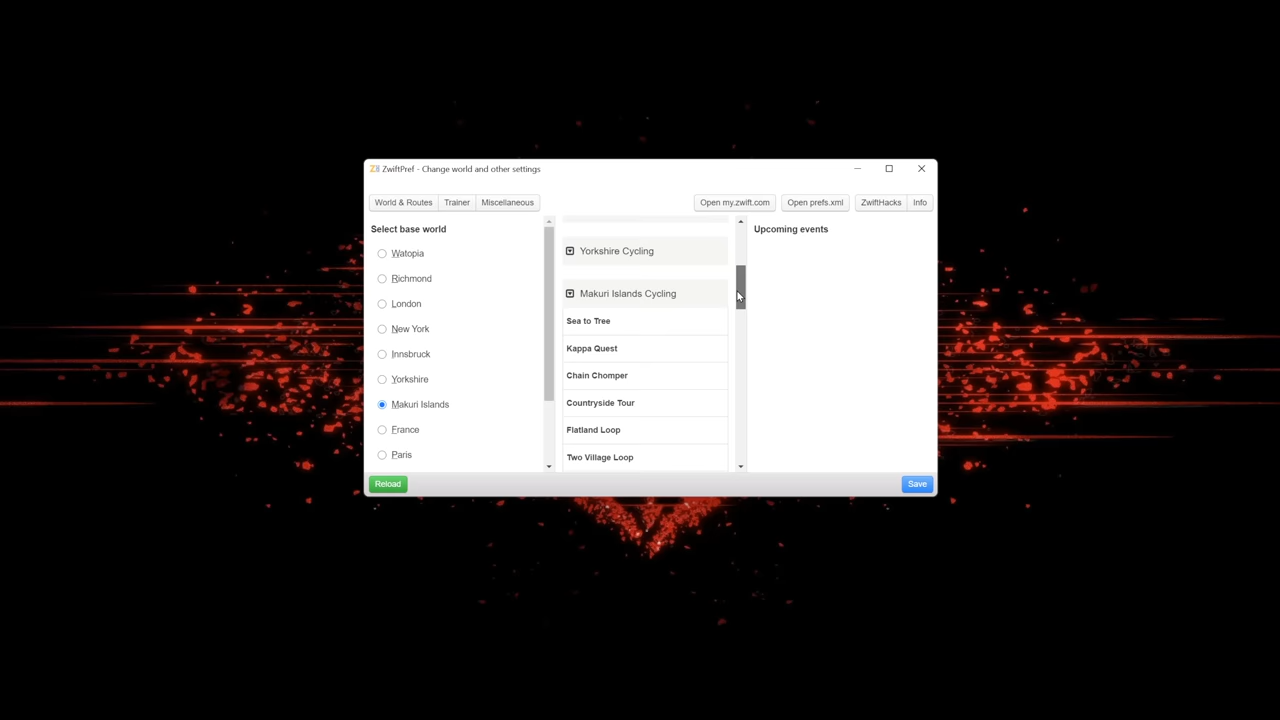 ZwiftPref - Change world and other settings
World & Routes Trainer Miscellaneous Open my.zwift.com Open prefs.xml ZwiftHacks Info
Select base world
Watopia
Richmond
London
New York
Innsbruck
Yorkshire
Makuri Islands
France
Paris
Yorkshire Cycling
Makuri Islands Cycling
Sea to Tree
Kappa Quest
Chain Chomper
Countryside Tour
Flatland Loop
Two Village Loop
Upcoming events
Reload Save